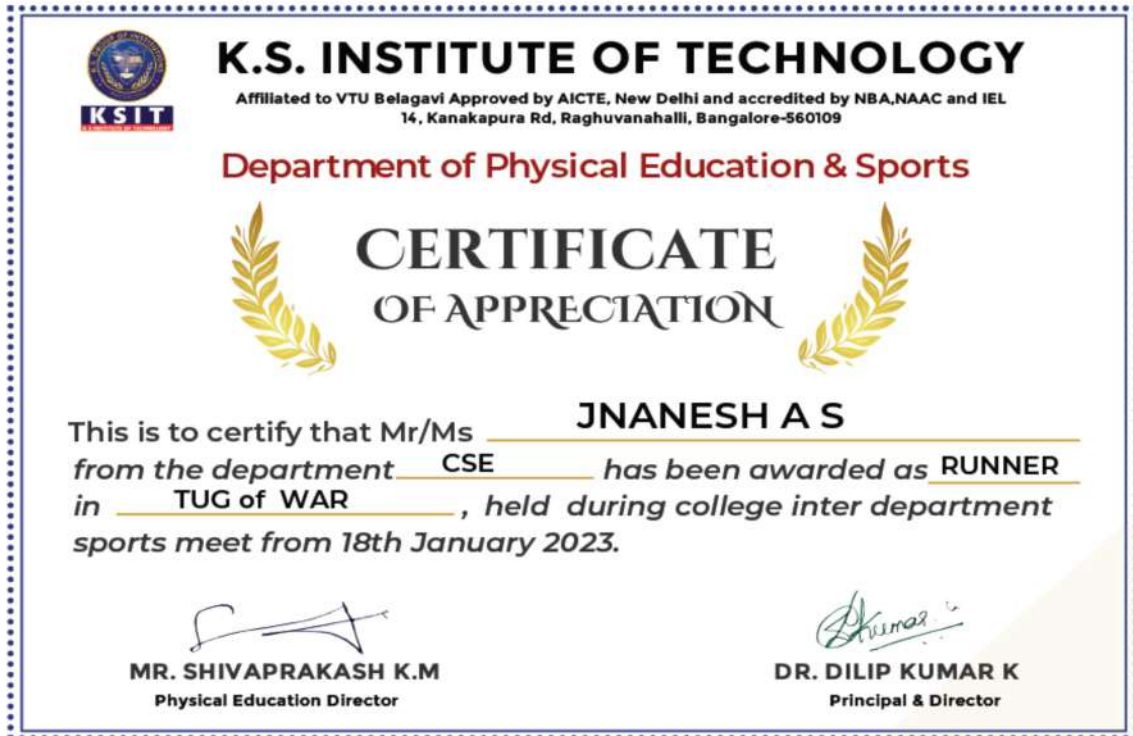 K.S. INSTITUTE OF TECHNOLOGY
Affiliated to VTU Belagavi Approved by AICTE, New Delhi and accredited by NBA,NAAC and IEL
14, Kanakapura Rd, Raghuvanahalli, Bangalore-560109
KSIT
Department of Physical Education & Sports
CERTIFICATE
OF APPRECIATION
This is to certify that Mr/Ms JNANESH A S
from the department CSE has been awarded as RUNNER
in TUG of WAR , held during college inter department
sports meet from 18th January 2023.
MR. SHIVAPRAKASH K.M
Physical Education Director
DR. DILIP KUMAR K
Principal & Director